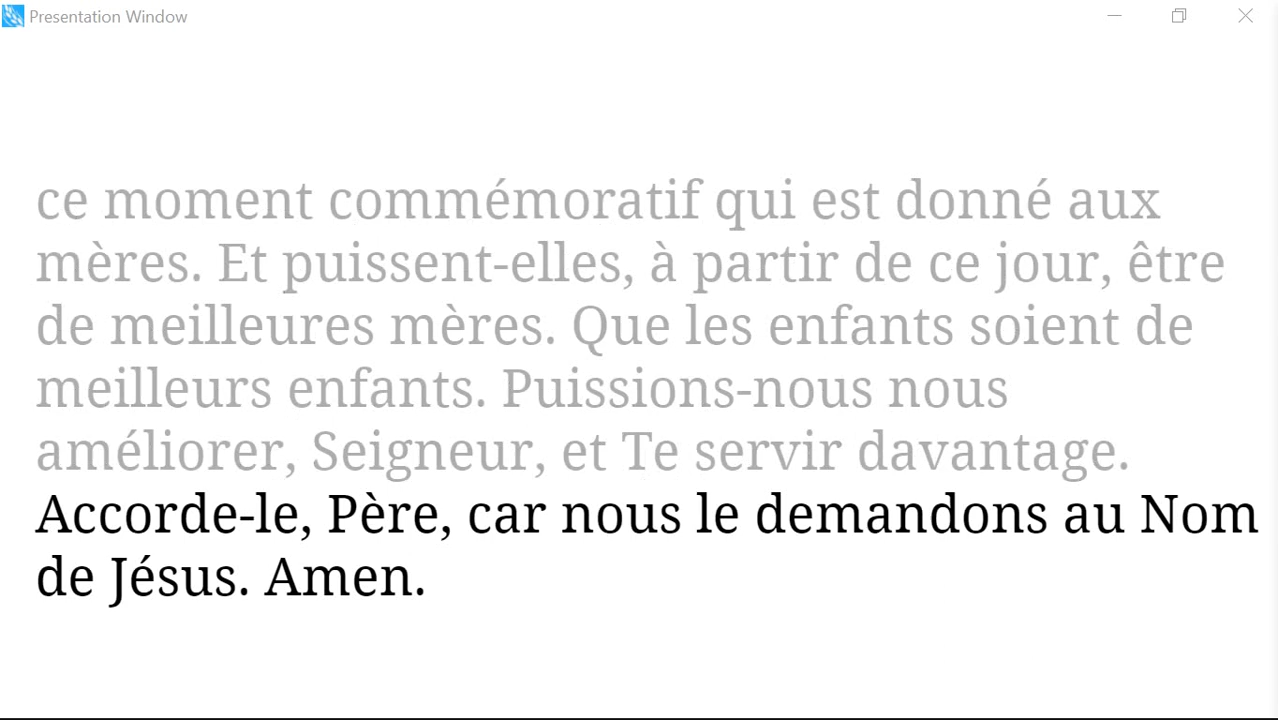 Presentation Window
ce moment commémoratif qui est donné aux
mères. Et puissent-elles, à partir de ce jour, être
de meilleures mères. Que les enfants soient de
meilleurs enfants. Puissions-nous nous
améliorer, Seigneur, et Te servir davantage.
Accorde-le, Père, car nous le demandons au Nom
de Jésus. Amen.